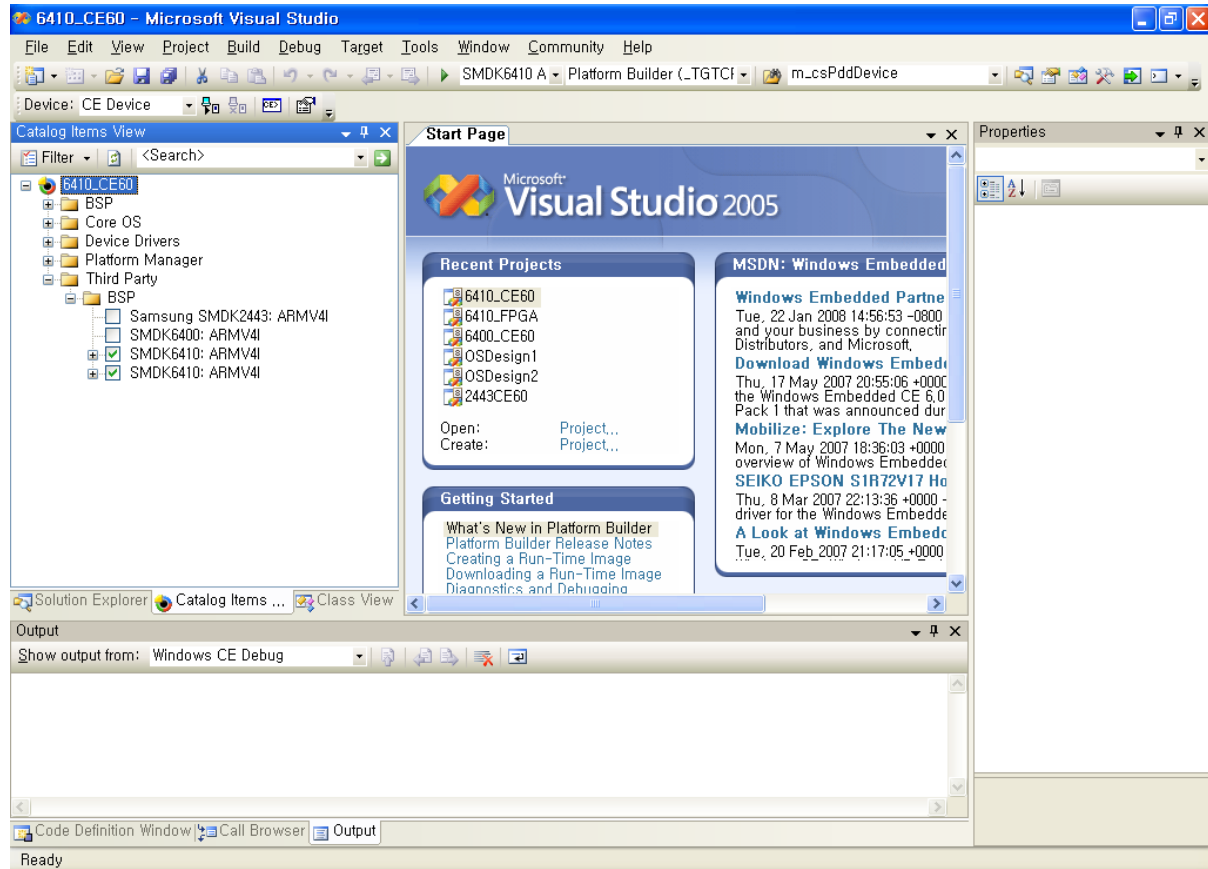 6410_CE60 - Microsoft Visual Studio
File Edit View Project Build Debug Target Tools Window Community Help
SMDK6410 A Platform Builder (_TGTCF m_csPddDevice
Device: CE Device
Catalog Items View
Filter <Search>
6410_CE60
BSP
Core OS
Device Drivers
Platform Manager
Third Party
BSP
Samsung SMDK2443: ARMV4I
SMDK6400: ARMV4I
SMDK6410: ARMV4I
SMDK6410: ARMV4I
Solution Explorer Catalog Items ... Class View
Start Page
Microsoft
Visual Studio 2005
Recent Projects
6410_CE60
6410_FPGA
6400_CE60
OSDesign1
OSDesign2
2443CE60
Open: Project...
Create: Project...
Getting Started
What's New in Platform Builder
Platform Builder Release Notes
Creating a Run-Time Image
Downloading a Run-Time Image
Diagnostics and Debugging
MSDN: Windows Embedded
Windows Embedded Partne
Tue, 22 Jan 2008 14:56:53 -0800
and your business by connectin
Distributors, and Microsoft,
Download Windows Embed
Thu, 17 May 2007 20:55:06 +0000
the Windows Embedded CE 6,0
Pack 1 that was announced dur
Mobilize: Explore The New
Mon, 7 May 2007 18:36:03 +0000
overview of Windows Embedded
SEIKO EPSON S1R72V17 Ha
Thu, 8 Mar 2007 22:13:36 +0000 -
driver for the Windows Embedde
A Look at Windows Embedd
Tue, 20 Feb 2007 21:17:05 +0000
Properties
Output
Show output from: Windows CE Debug
Code Definition Window Call Browser Output
Ready